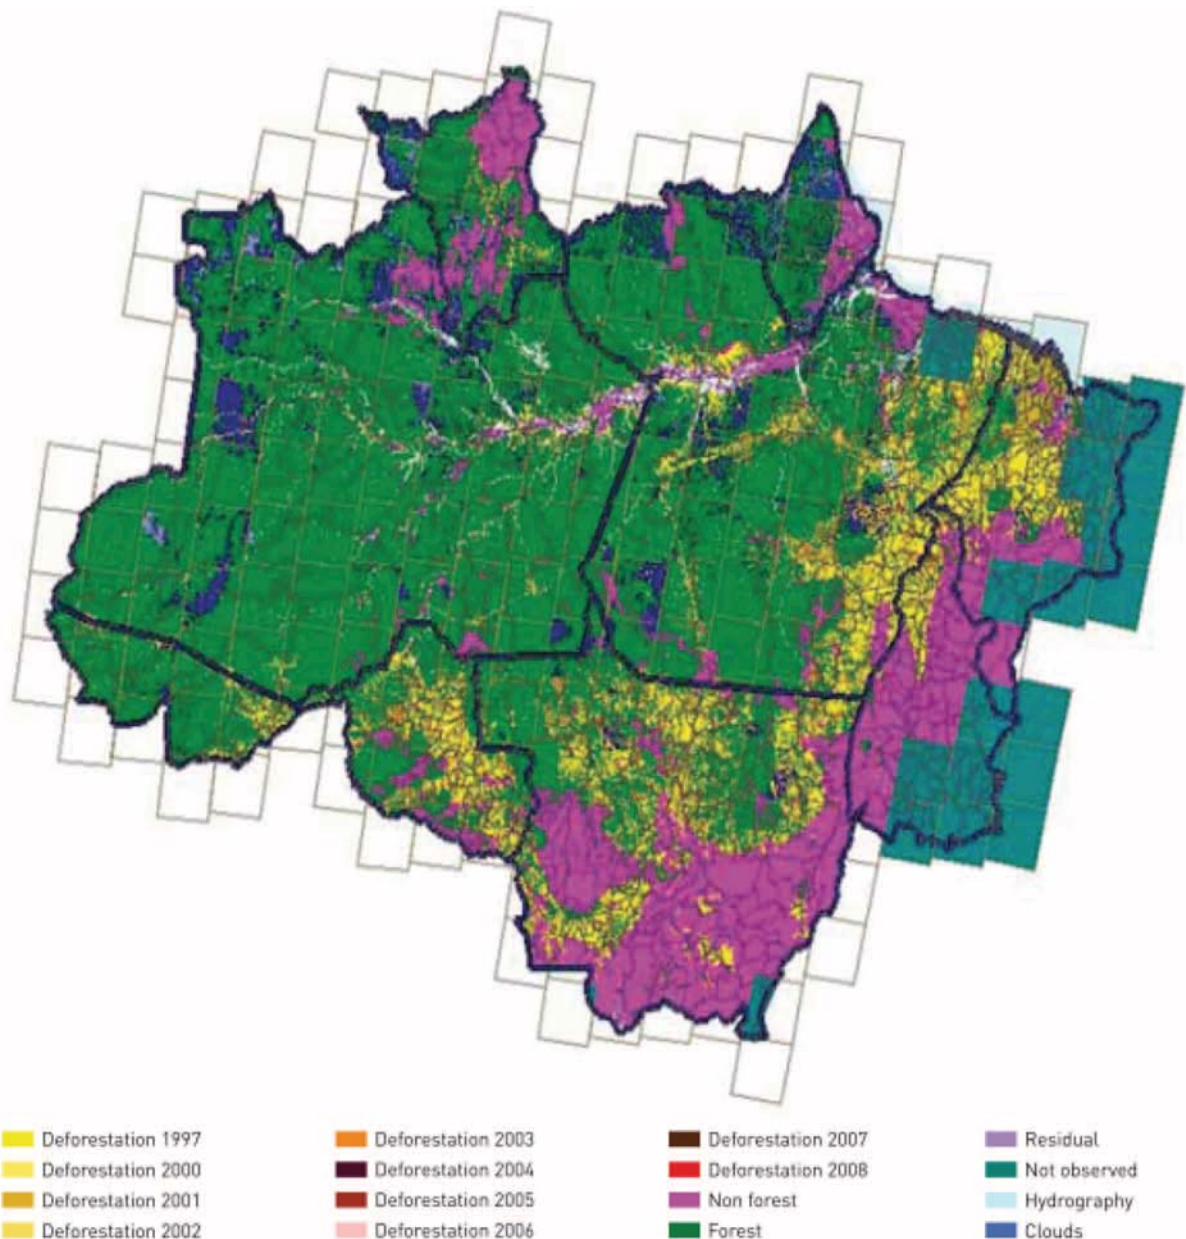 Deforestation 1997
Deforestation 2000
Deforestation 2001
Deforestation 2002
Deforestation 2003
Deforestation 2004
Deforestation 2005
Deforestation 2006
Deforestation 2007
Deforestation 2008
Non forest
Forest
Residual
Not observed
Hydrography
Clouds